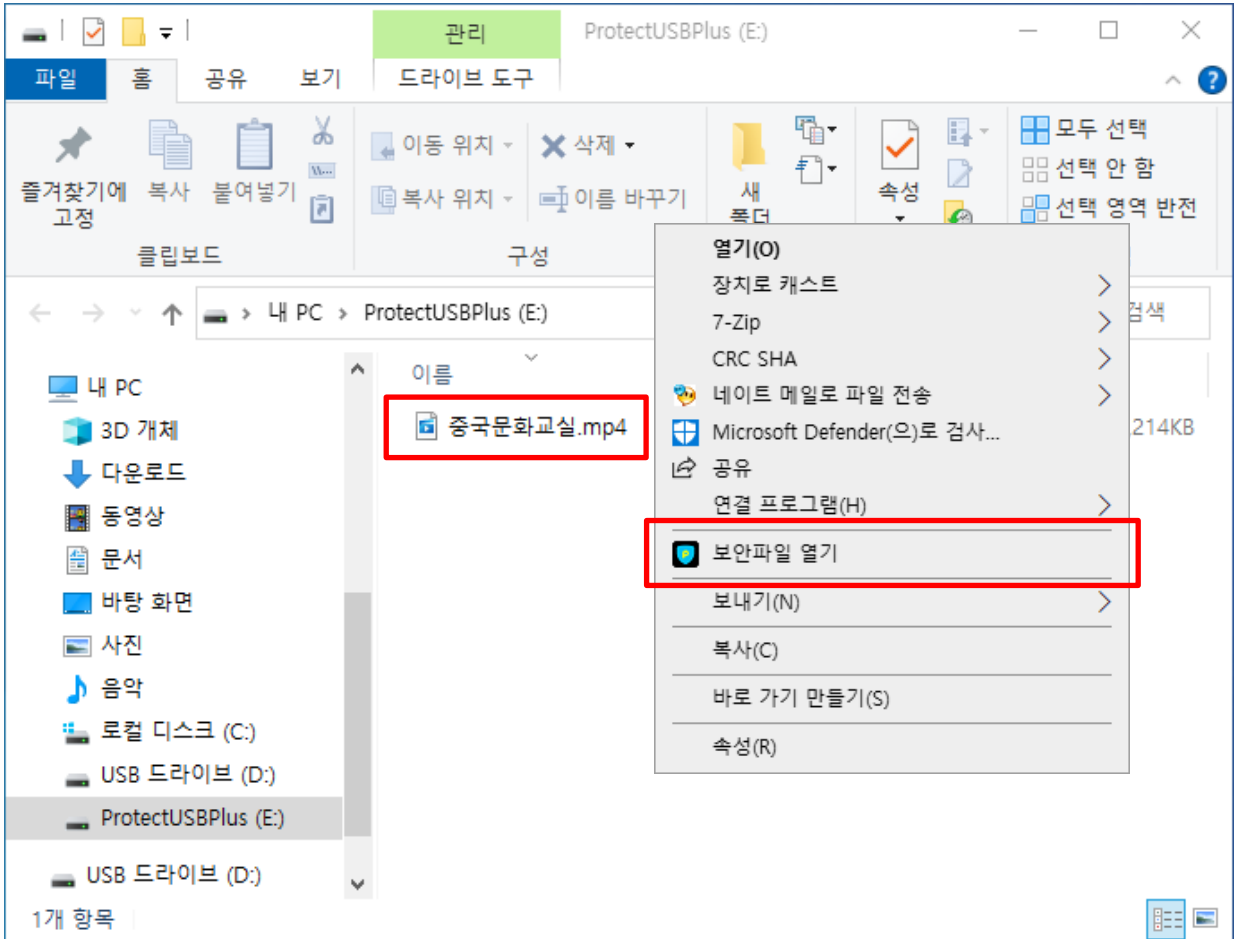 관리
ProtectUSBPlus (E:)
파일
홈
공유
보기
드라이브 도구
즐겨찾기에
고정
복사
붙여넣기
클립보드
이동 위치
복사 위치
삭제
이름 바꾸기
구성
새
폴더
속성
모두 선택
선택 안 함
선택 영역 반전
내 PC
ProtectUSBPlus (E:)
검색
내 PC
3D 개체
다운로드
동영상
문서
바탕 화면
사진
음악
로컬 디스크 (C:)
USB 드라이브 (D:)
ProtectUSBPlus (E:)
USB 드라이브 (D:)
이름
중국문화교실.mp4
,214KB
열기(O)
장치로 캐스트
7-Zip
CRC SHA
네이트 메일로 파일 전송
Microsoft Defender(으)로 검사...
공유
연결 프로그램(H)
보안파일 열기
보내기(N)
복사(C)
바로 가기 만들기(S)
속성(R)
1개 항목